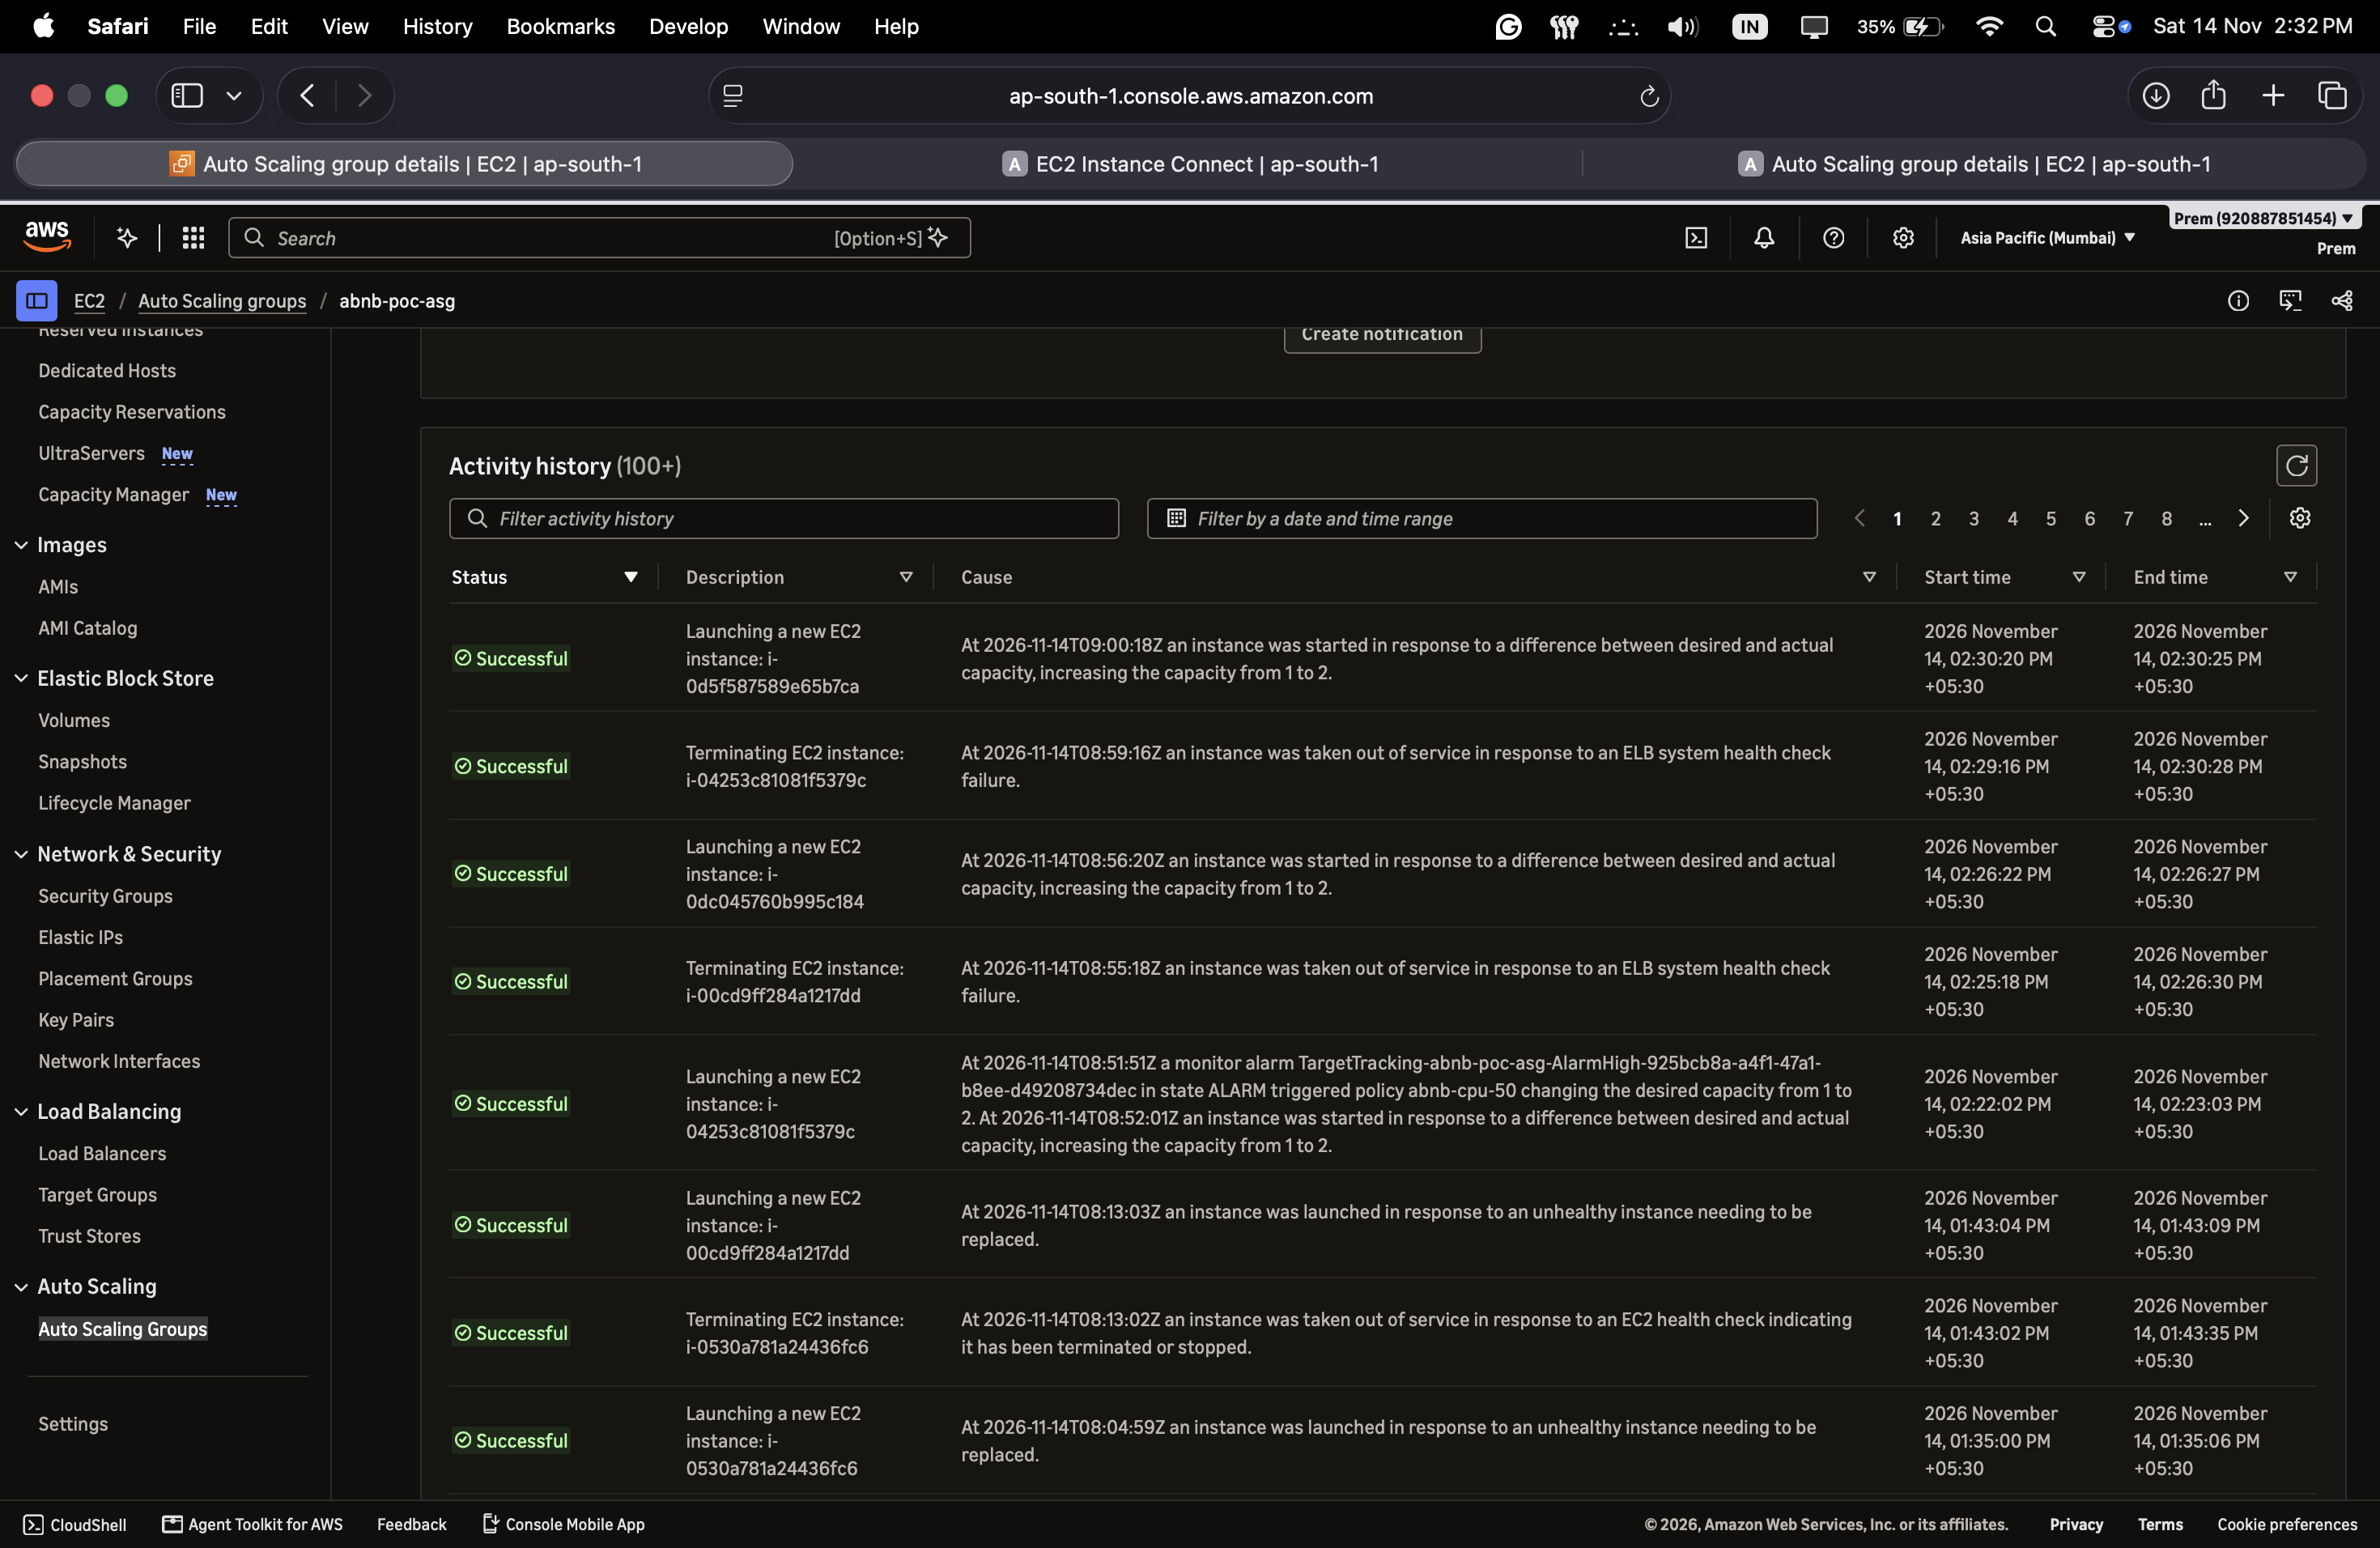 Safari File Edit View History Bookmarks Develop Window Help IN 35% Sat 14 Nov 2:32 PM
ap-south-1.console.aws.amazon.com
Auto Scaling group details | EC2 | ap-south-1
A EC2 Instance Connect | ap-south-1
A Auto Scaling group details | EC2 | ap-south-1
aws Search [Option+S] Asia Pacific (Mumbai) Prem (920887851454)
Prem
EC2 / Auto Scaling groups / abnb-poc-asg
Reserved Instances
Dedicated Hosts
Capacity Reservations
UltraServers New
Capacity Manager New
Images
AMIs
AMI Catalog
Elastic Block Store
Volumes
Snapshots
Lifecycle Manager
Network & Security
Security Groups
Elastic IPs
Placement Groups
Key Pairs
Network Interfaces
Load Balancing
Load Balancers
Target Groups
Trust Stores
Auto Scaling
Auto Scaling Groups
Settings
Create notification
Activity history (100+)
Filter activity history
Filter by a date and time range
1 2 3 4 5 6 7 8 ...
Status Description Cause Start time End time
Successful
Launching a new EC2
instance: i-
0d5f587589e65b7ca
At 2026-11-14T09:00:18Z an instance was started in response to a difference between desired and actual
capacity, increasing the capacity from 1 to 2.
2026 November
14, 02:30:20 PM
+05:30
2026 November
14, 02:30:25 PM
+05:30
Successful
Terminating EC2 instance:
i-04253c81081f5379c
At 2026-11-14T08:59:16Z an instance was taken out of service in response to an ELB system health check
failure.
2026 November
14, 02:29:16 PM
+05:30
2026 November
14, 02:30:28 PM
+05:30
Successful
Launching a new EC2
instance: i-
0dc045760b995c184
At 2026-11-14T08:56:20Z an instance was started in response to a difference between desired and actual
capacity, increasing the capacity from 1 to 2.
2026 November
14, 02:26:22 PM
+05:30
2026 November
14, 02:26:27 PM
+05:30
Successful
Terminating EC2 instance:
i-00cd9ff284a1217dd
At 2026-11-14T08:55:18Z an instance was taken out of service in response to an ELB system health check
failure.
2026 November
14, 02:25:18 PM
+05:30
2026 November
14, 02:26:30 PM
+05:30
Successful
Launching a new EC2
instance: i-
04253c81081f5379c
At 2026-11-14T08:51:51Z a monitor alarm TargetTracking-abnb-poc-asg-AlarmHigh-925bcb8a-a4f1-47a1-
b8ee-d49208734dec in state ALARM triggered policy abnb-cpu-50 changing the desired capacity from 1 to
2. At 2026-11-14T08:52:01Z an instance was started in response to a difference between desired and actual
capacity, increasing the capacity from 1 to 2.
2026 November
14, 02:22:02 PM
+05:30
2026 November
14, 02:23:03 PM
+05:30
Successful
Launching a new EC2
instance: i-
00cd9ff284a1217dd
At 2026-11-14T08:13:03Z an instance was launched in response to an unhealthy instance needing to be
replaced.
2026 November
14, 01:43:04 PM
+05:30
2026 November
14, 01:43:09 PM
+05:30
Successful
Terminating EC2 instance:
i-0530a781a24436fc6
At 2026-11-14T08:13:02Z an instance was taken out of service in response to an EC2 health check indicating
it has been terminated or stopped.
2026 November
14, 01:43:02 PM
+05:30
2026 November
14, 01:43:35 PM
+05:30
Successful
Launching a new EC2
instance: i-
0530a781a24436fc6
At 2026-11-14T08:04:59Z an instance was launched in response to an unhealthy instance needing to be
replaced.
2026 November
14, 01:35:00 PM
+05:30
2026 November
14, 01:35:06 PM
+05:30
CloudShell Agent Toolkit for AWS Feedback Console Mobile App © 2026, Amazon Web Services, Inc. or its affiliates. Privacy Terms Cookie preferences